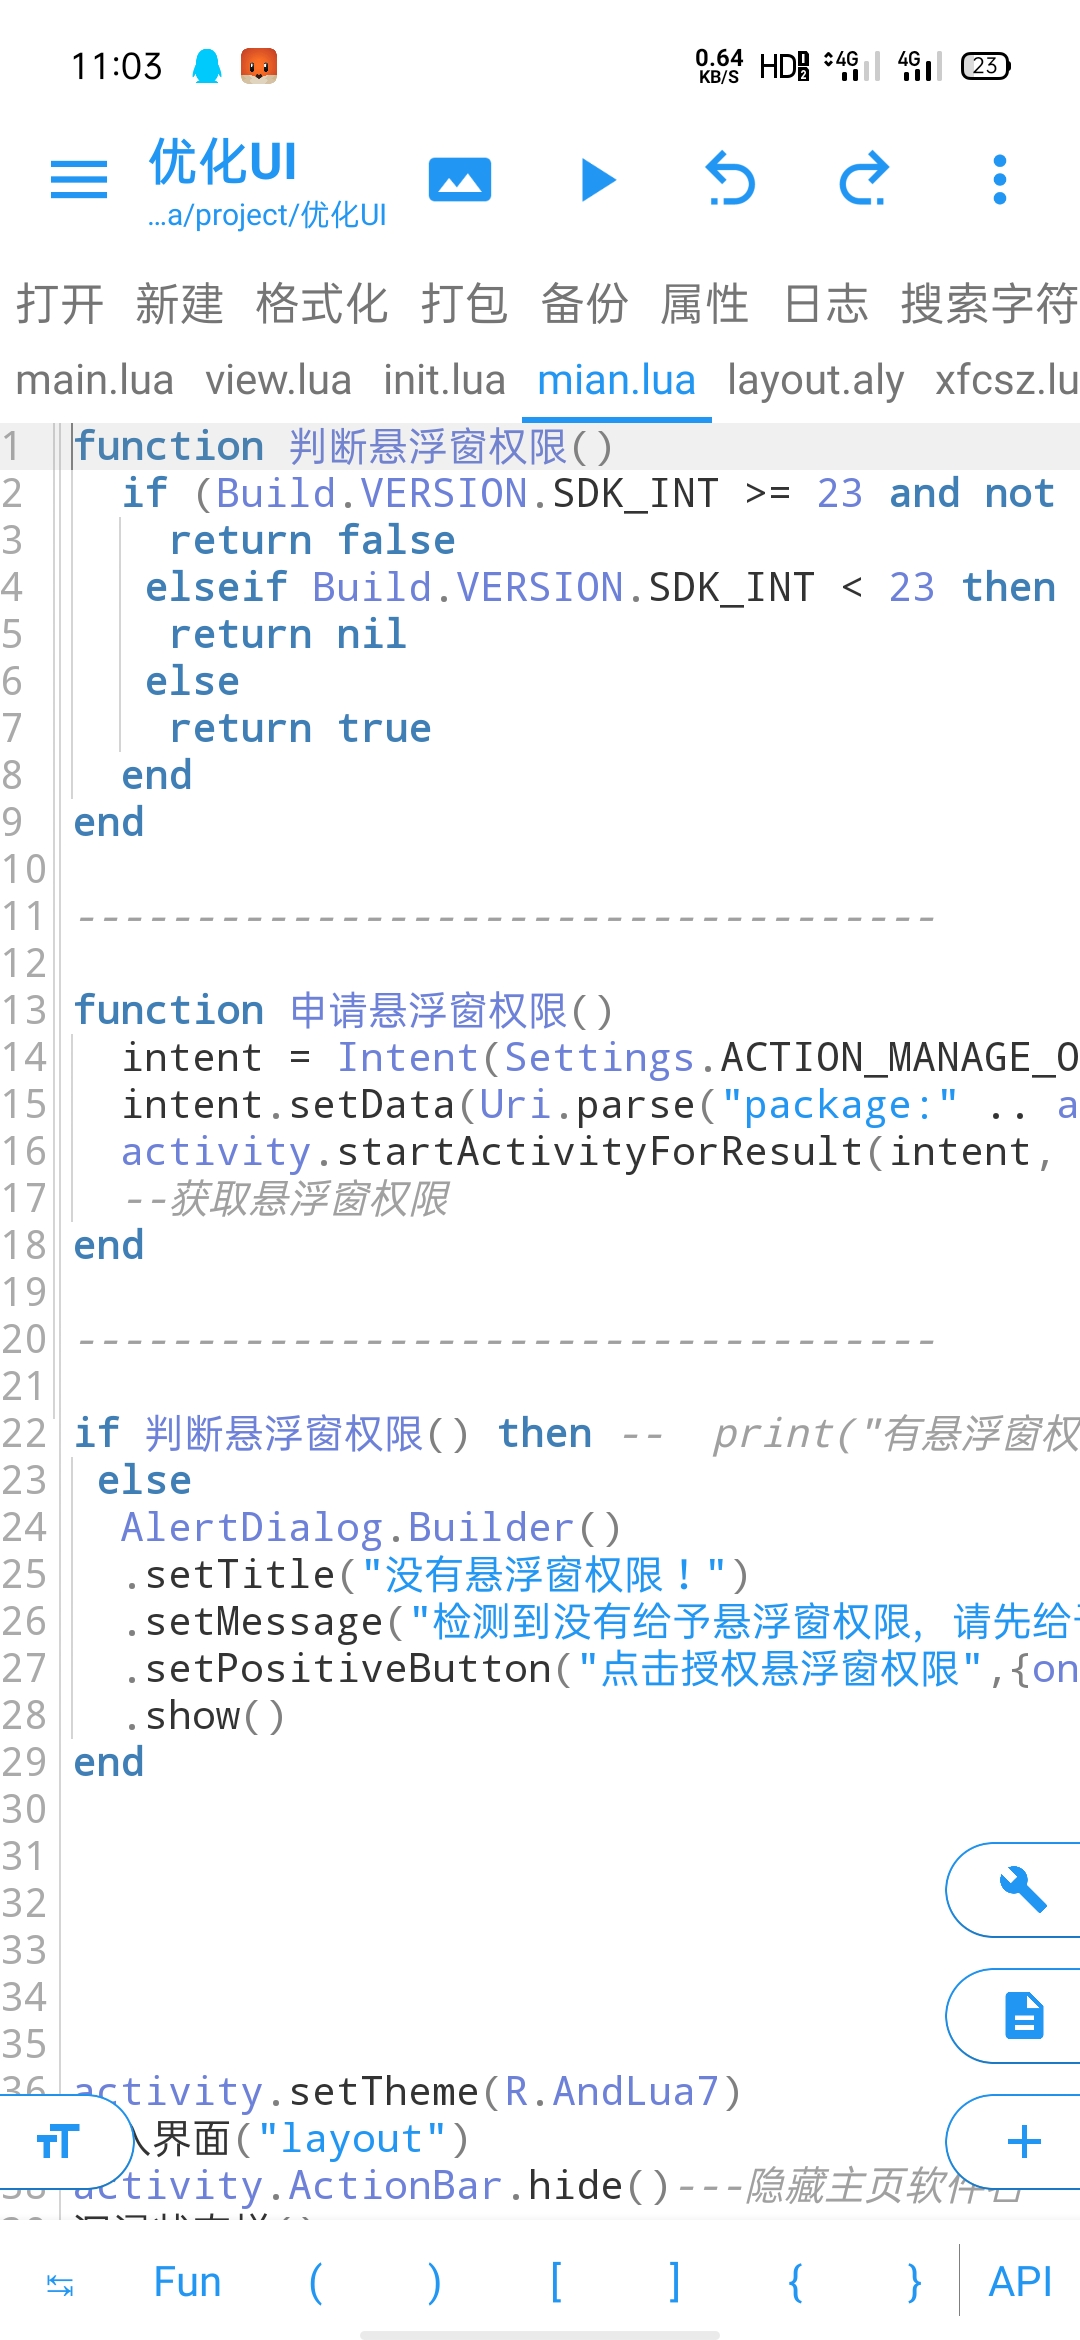 11:03 0.64 KB/S HD 1 2 4G 4G 23
优化UI
...a/project/优化UI
打开 新建 格式化 打包 备份 属性 日志 搜索字符
main.lua view.lua init.lua mian.lua layout.aly xfcsz.lu
1 function 判断悬浮窗权限()
2 if (Build.VERSION.SDK_INT >= 23 and not
3 return false
4 elseif Build.VERSION.SDK_INT < 23 then
5 return nil
6 else
7 return true
8 end
9 end
10
11 ------------------------------------
12
13 function 申请悬浮窗权限()
14 intent = Intent(Settings.ACTION_MANAGE_O
15 intent.setData(Uri.parse("package:" .. a
16 activity.startActivityForResult(intent,
17 --获取悬浮窗权限
18 end
19
20 ------------------------------------
21
22 if 判断悬浮窗权限() then -- print("有悬浮窗权
23 else
24 AlertDialog.Builder()
25 .setTitle("没有悬浮窗权限！")
26 .setMessage("检测到没有给予悬浮窗权限，请先给
27 .setPositiveButton("点击授权悬浮窗权限",{on
28 .show()
29 end
30
31
32
33
34
35
36 activity.setTheme(R.AndLua7)
界面("layout")
38 activity.ActionBar.hide()---隐藏主页软件
Fun ( ) [ ] { } API